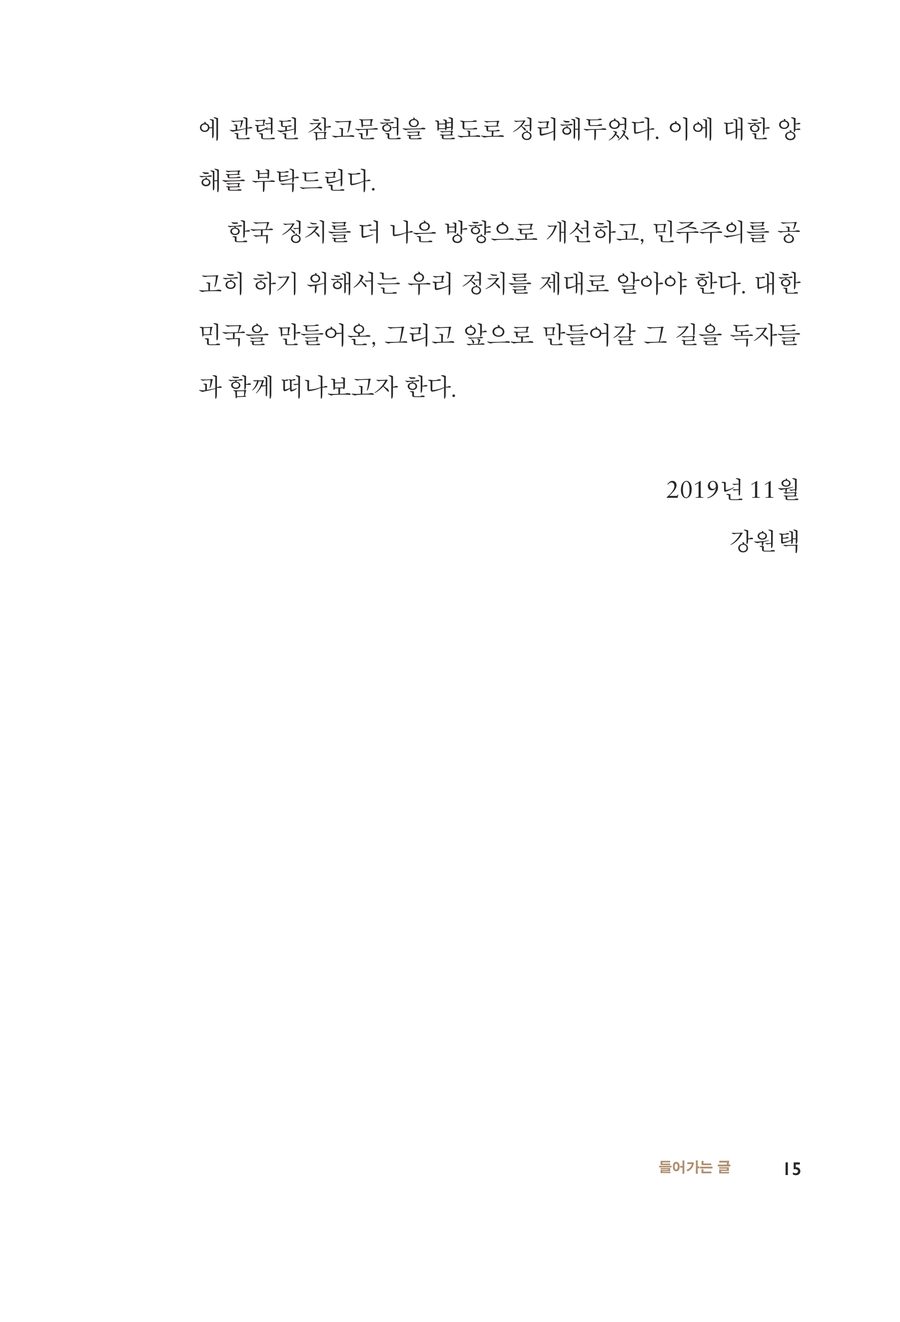 에 관련된 참고문헌을 별도로 정리해두었다. 이에 대한 양
해를 부탁드린다.
한국 정치를 더 나은 방향으로 개선하고, 민주주의를 공
고히 하기 위해서는 우리 정치를 제대로 알아야 한다. 대한
민국을 만들어온, 그리고 앞으로 만들어갈 그 길을 독자들
과 함께 떠나보고자 한다.
2019년 11월
강원택
들어가는 글 15